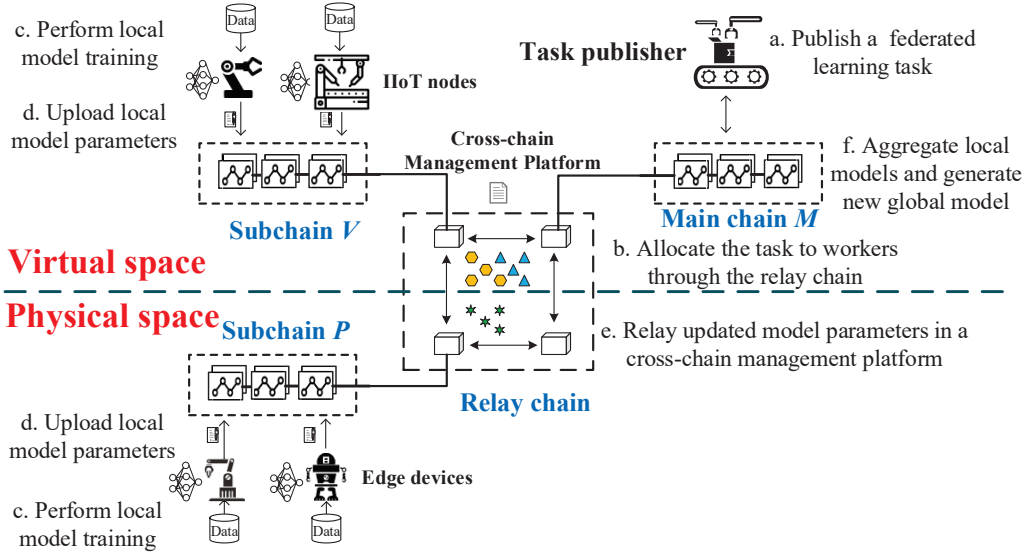 Data
Data
c. Perform local
model training
Task publisher
a. Publish a federated
learning task
IIoT nodes
d. Upload local
model parameters
Cross-chain
Management Platform
f. Aggregate local
models and generate
new global model
Subchain V
Main chain M
b. Allocate the task to workers
through the relay chain
Virtual space
Physical space
Subchain P
e. Relay updated model parameters in a
cross-chain management platform
Relay chain
d. Upload local
model parameters
Edge devices
c. Perform local
model training
Data
Data